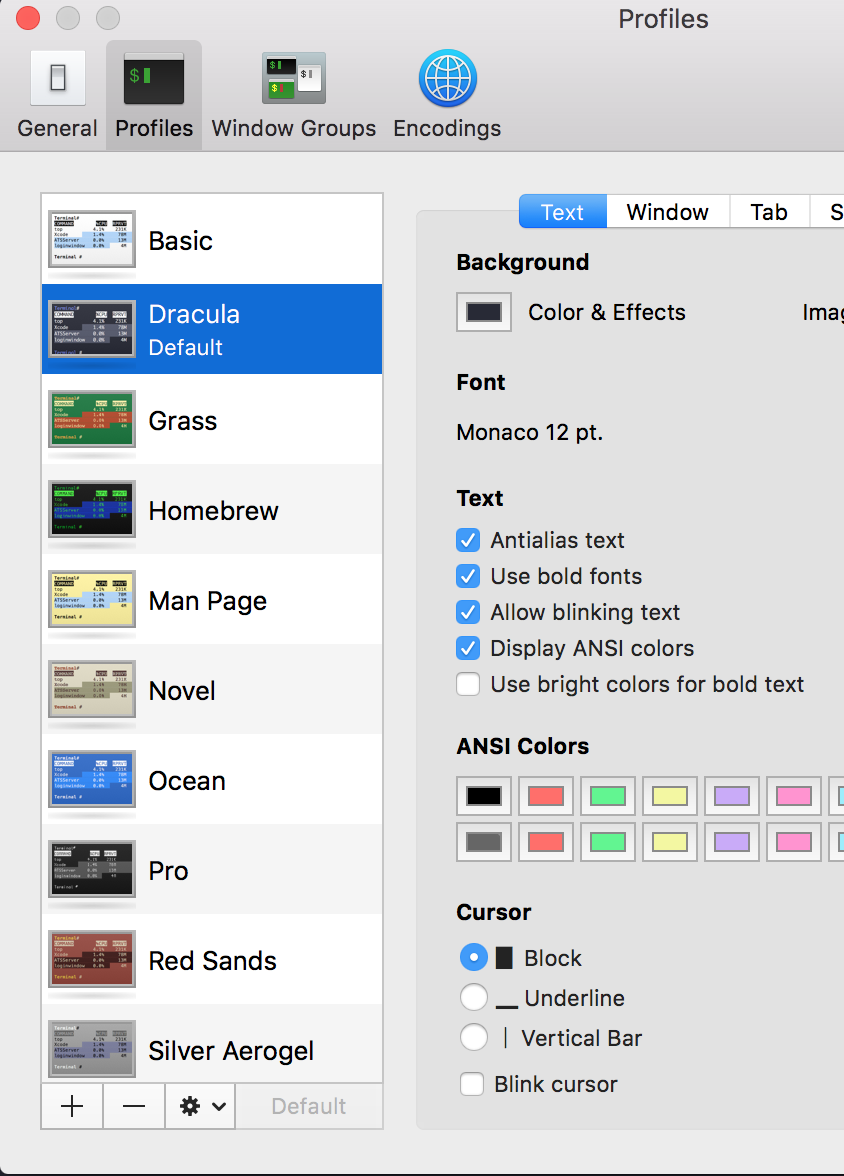 Profiles
General
Profiles
Window Groups
Encodings
Basic
Dracula
Default
Grass
Homebrew
Man Page
Novel
Ocean
Pro
Red Sands
Silver Aerogel
Default
Text
Window
Tab
S
Background
Color & Effects
Imag
Font
Monaco 12 pt.
Text
Antialias text
Use bold fonts
Allow blinking text
Display ANSI colors
Use bright colors for bold text
ANSI Colors
Cursor
Block
Underline
Vertical Bar
Blink cursor